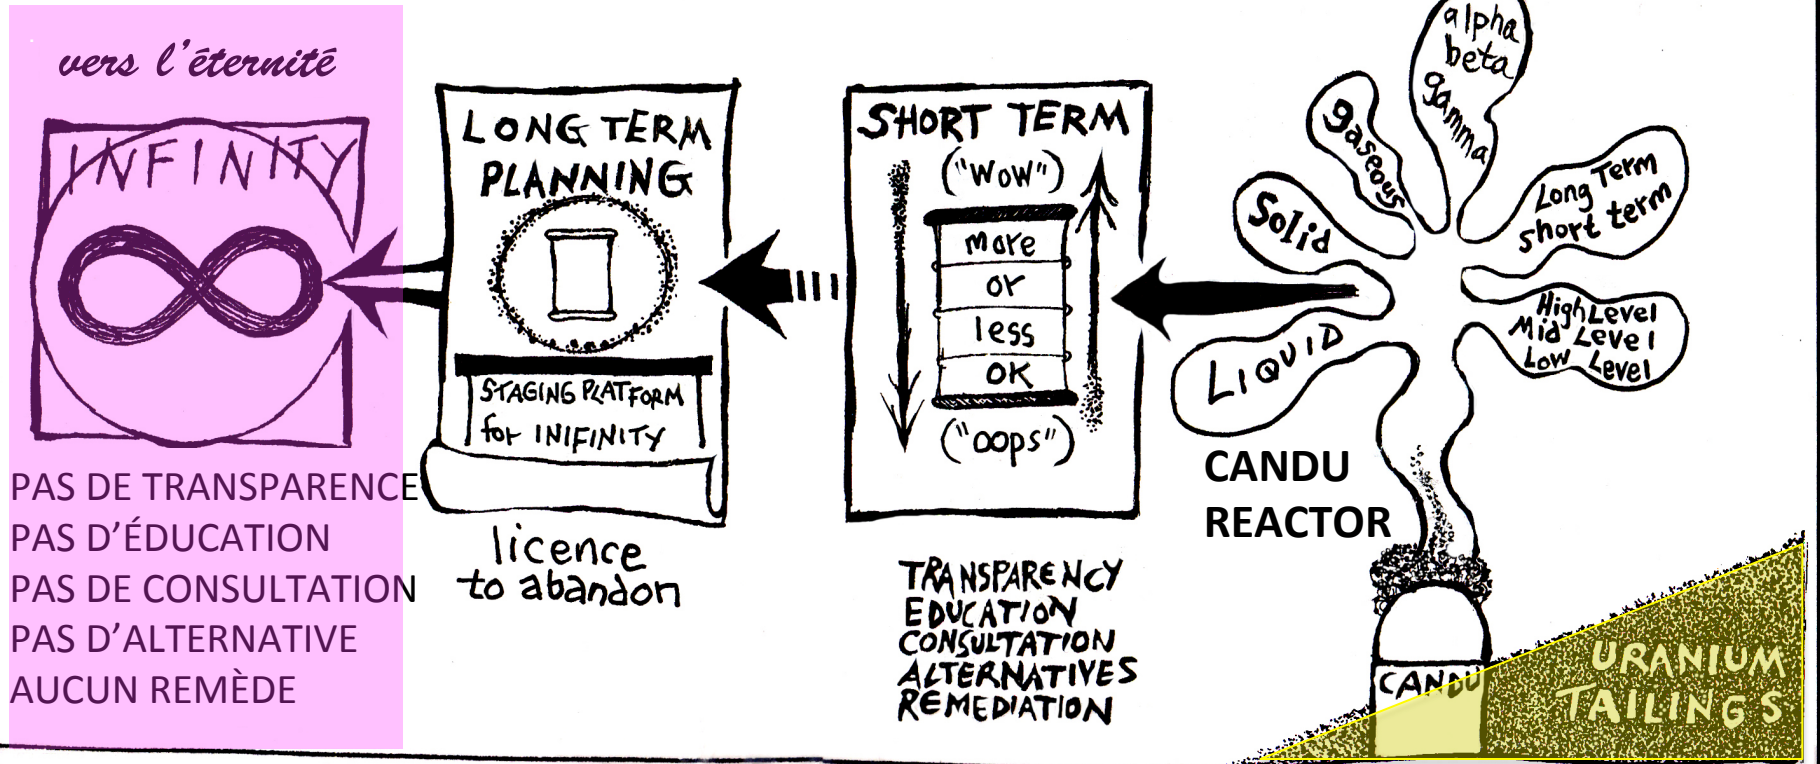 vers l'éternité
INFINITY
PAS DE TRANSPARENCE
PAS D'ÉDUCATION
PAS DE CONSULTATION
PAS D'ALTERNATIVE
AUCUN REMÈDE
LONG TERM
PLANNING
STAGING PLATFORM
for INIFINITY
licence
to abandon
SHORT TERM
("WOW")
more
or
less
OK
("oops")
TRANSPARENCY
EDUCATION
CONSULTATION
ALTERNATIVES
REMEDIATION
alpha
beta
gamma
gaseous
Solid
LIQUID
Long Term
short term
High Level
Mid Level
Low Level
CANDU
REACTOR
CANDU
URANIUM
TAILINGS